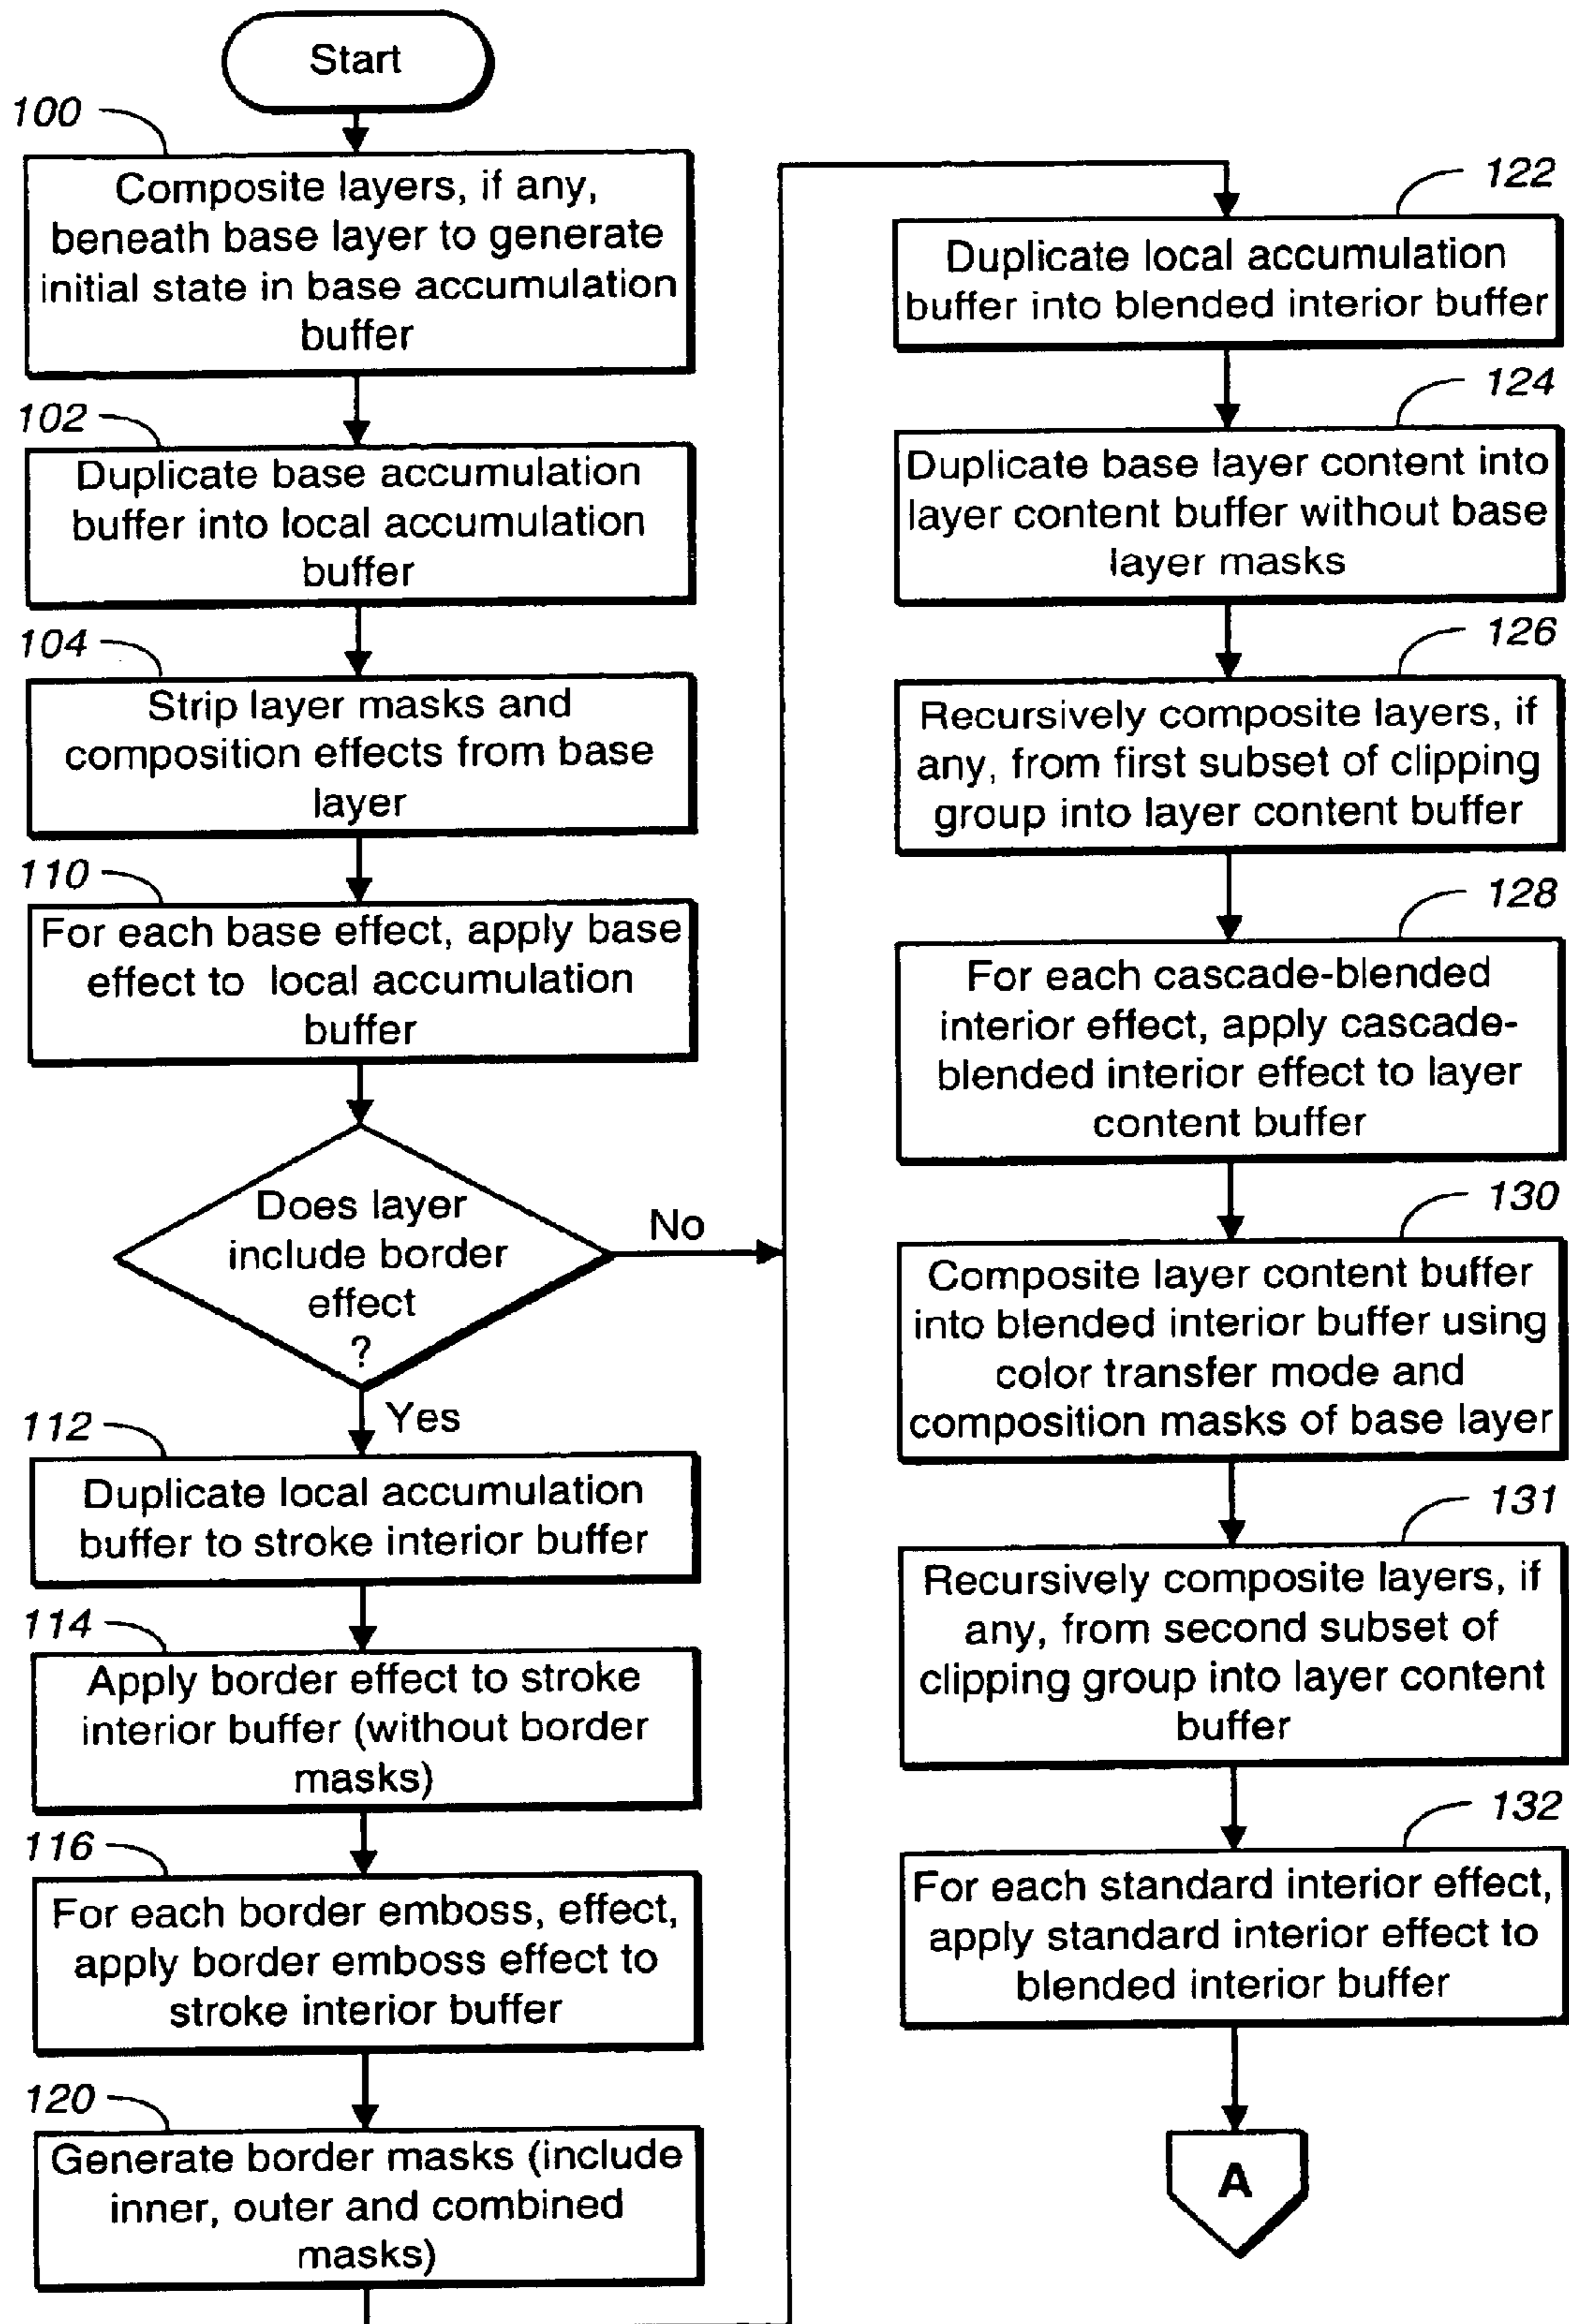 Start
100
Composite layers, if any,
beneath base layer to generate
initial state in base accumulation
buffer
102
Duplicate base accumulation
buffer into local accumulation
buffer
104
Strip layer masks and
composition effects from base
layer
110
For each base effect, apply base
effect to local accumulation
buffer
Does layer
include border
effect
?
No
Yes
112
Duplicate local accumulation
buffer to stroke interior buffer
114
Apply border effect to stroke
interior buffer (without border
masks)
116
For each border emboss, effect,
apply border emboss effect to
stroke interior buffer
120
Generate border masks (include
inner, outer and combined
masks)
122
Duplicate local accumulation
buffer into blended interior buffer
124
Duplicate base layer content into
layer content buffer without base
layer masks
126
Recursively composite layers, if
any, from first subset of clipping
group into layer content buffer
128
For each cascade-blended
interior effect, apply cascade-
blended interior effect to layer
content buffer
130
Composite layer content buffer
into blended interior buffer using
color transfer mode and
composition masks of base layer
131
Recursively composite layers, if
any, from second subset of
clipping group into layer content
buffer
132
For each standard interior effect,
apply standard interior effect to
blended interior buffer
A